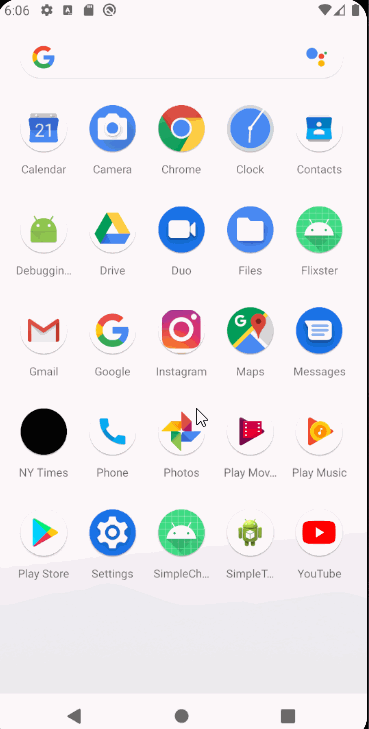 6:06
Calendar Camera Chrome Clock Contacts
Debuggin... Drive Duo Files Flixster
Gmail Google Instagram Maps Messages
NY Times Phone Photos Play Mov... Play Music
Play Store Settings SimpleCh... SimpleT... YouTube